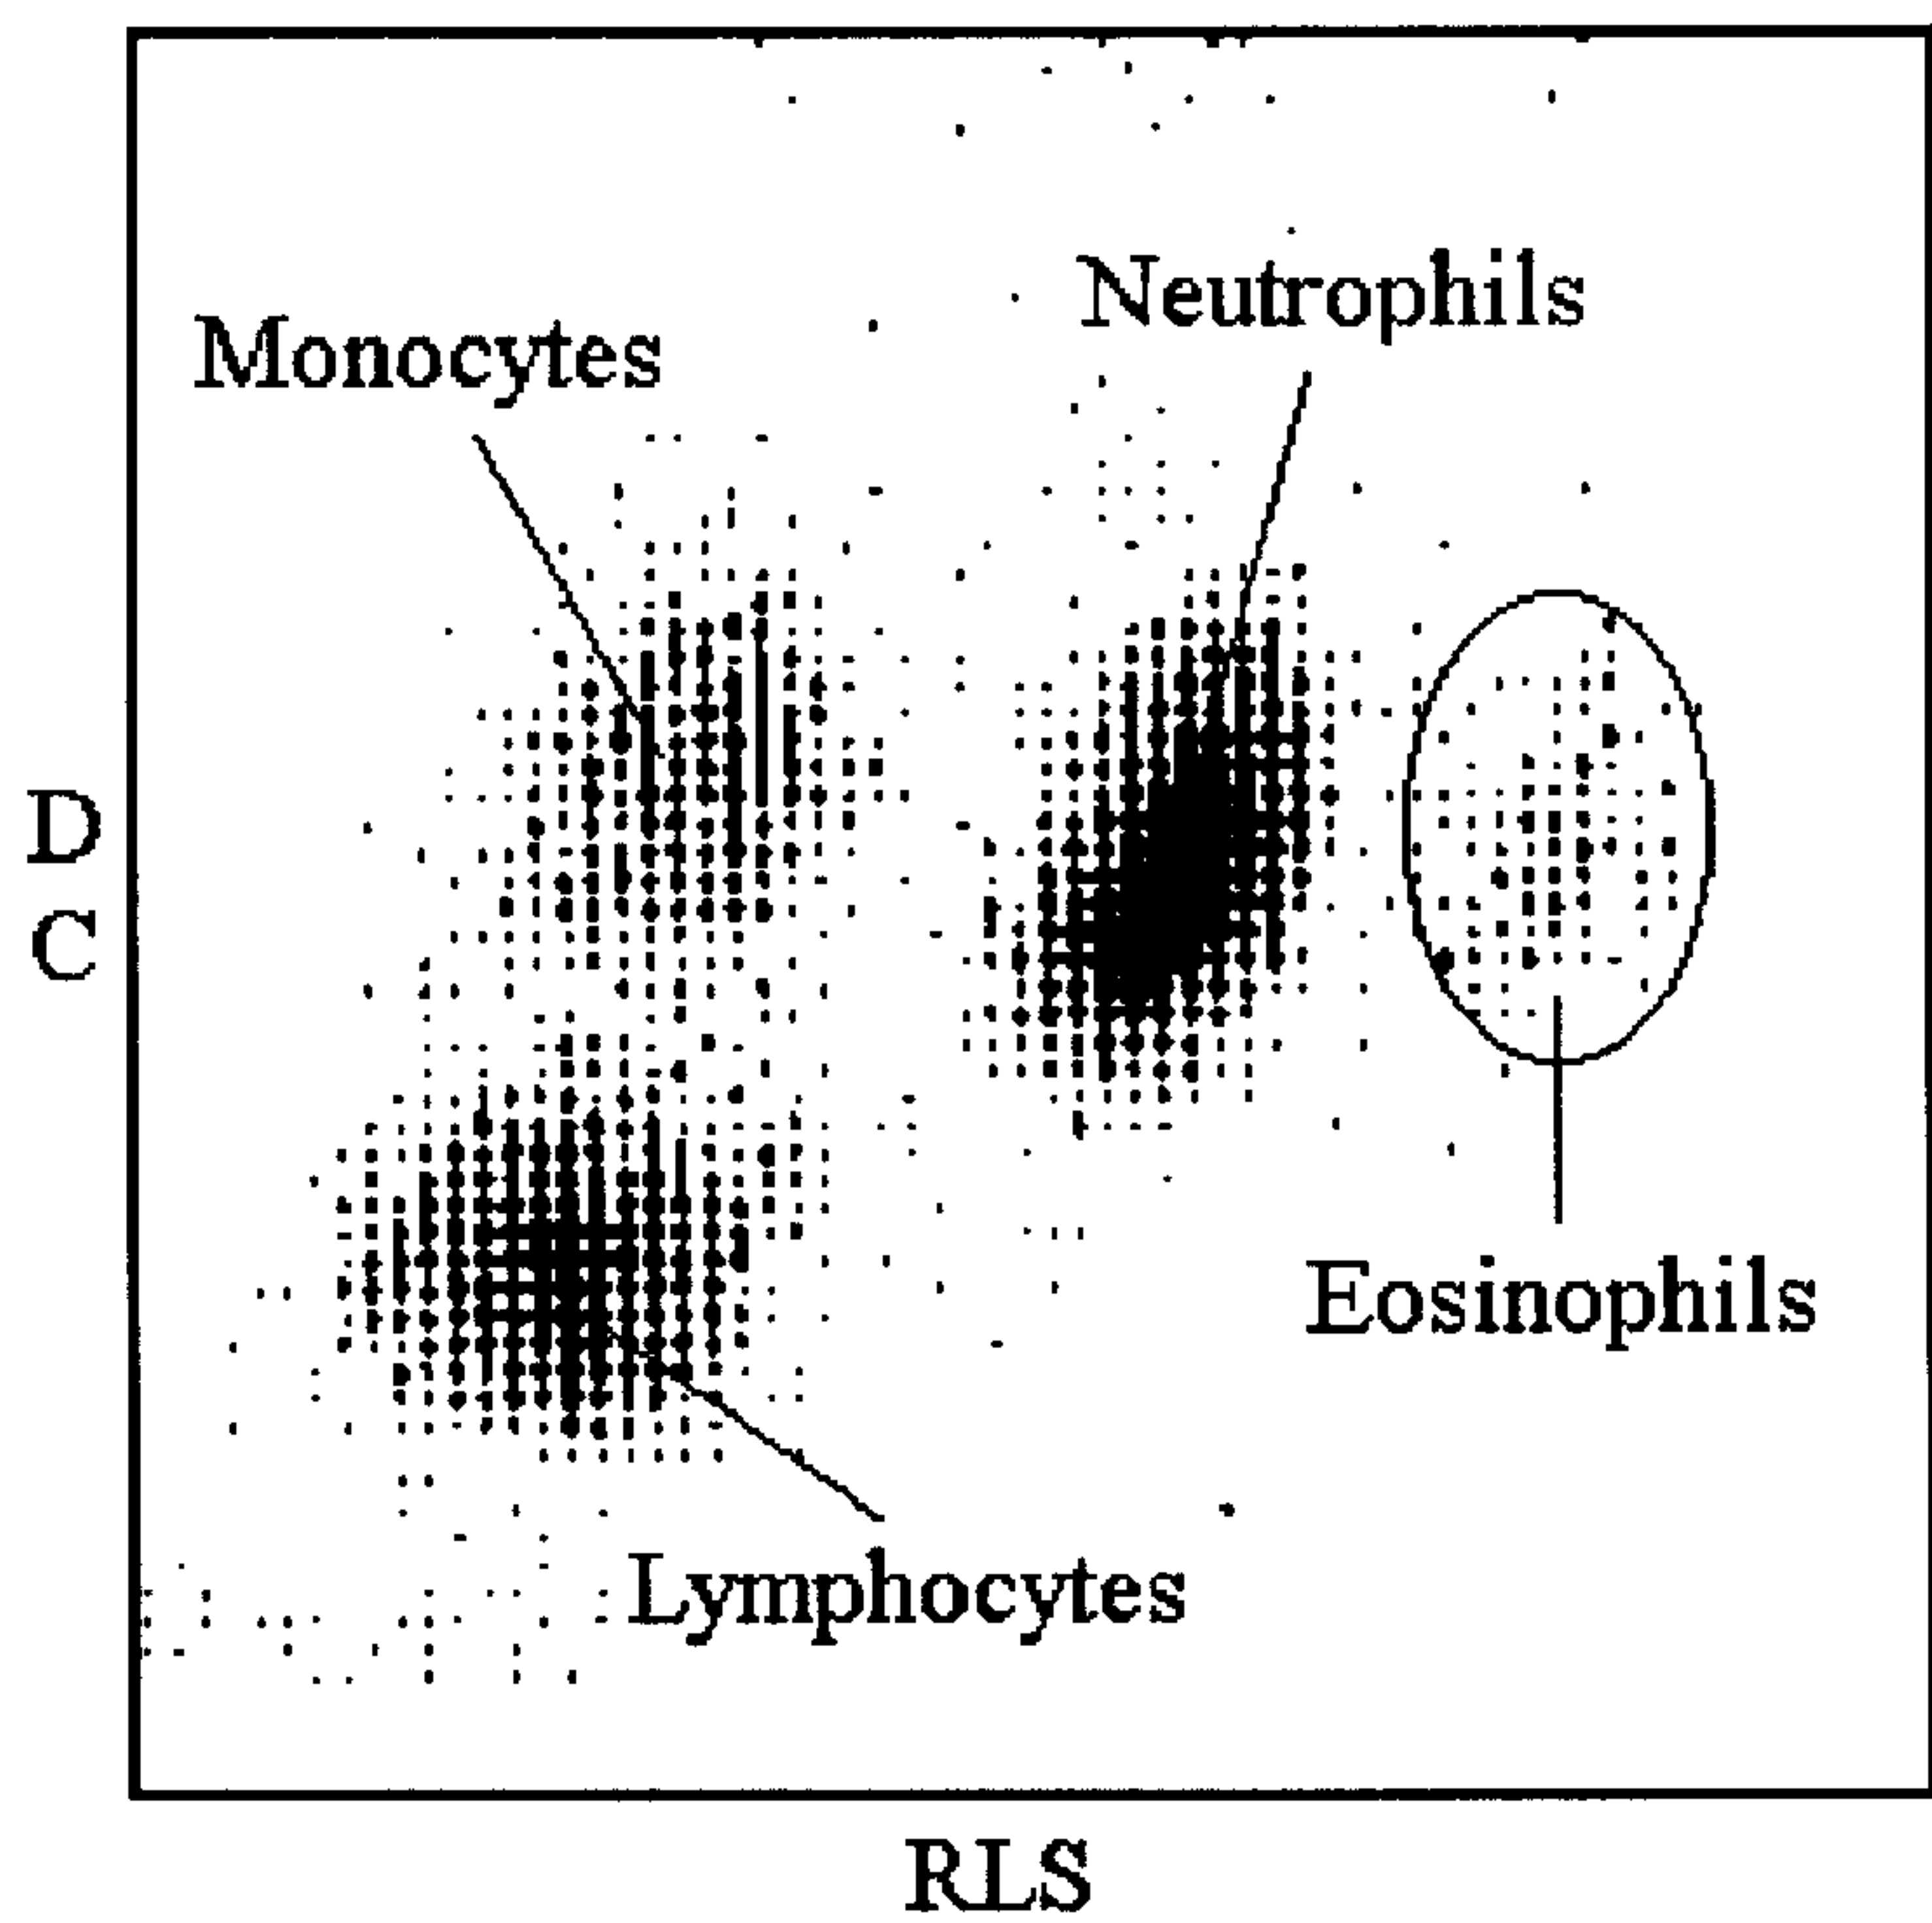 Neutrophils
Monocytes
D
C
Eosinophils
Lymphocytes
RLS